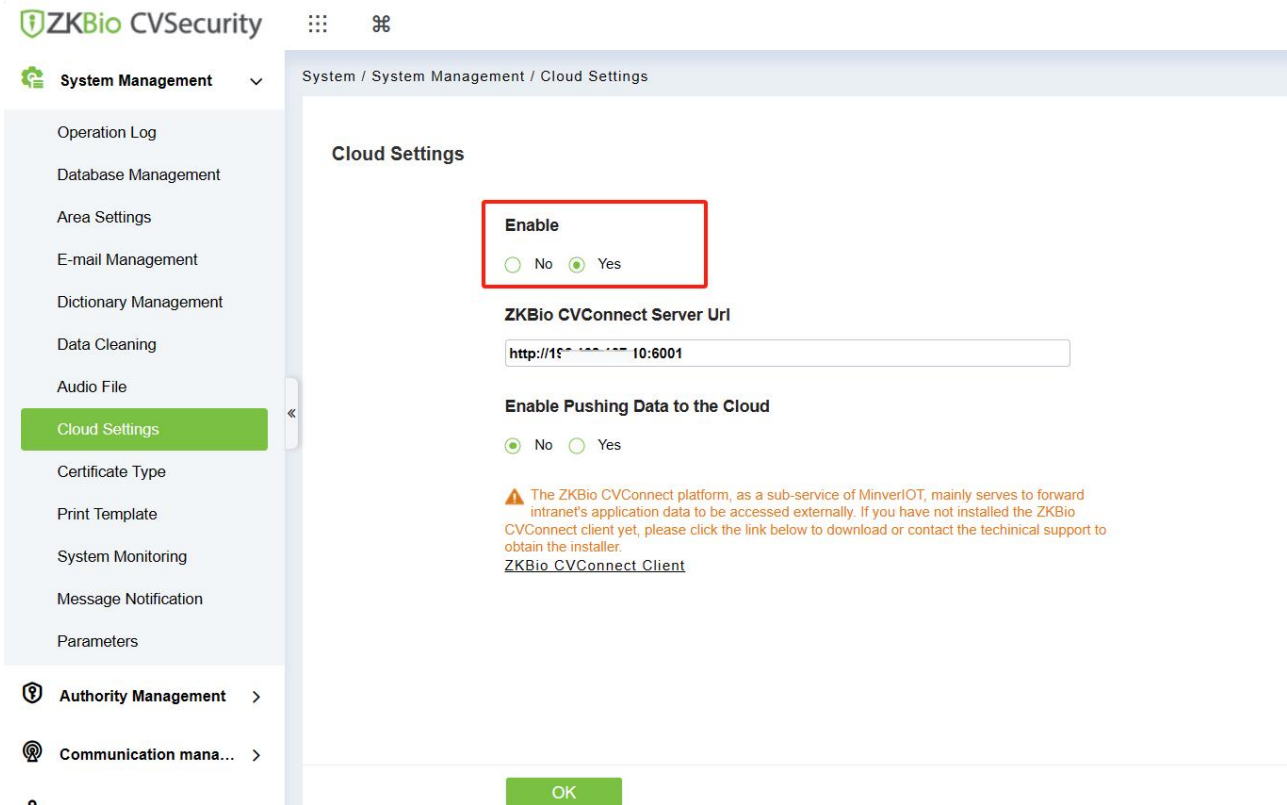 ZKBio CVSecurity
System Management
System / System Management / Cloud Settings
Operation Log
Database Management
Area Settings
E-mail Management
Dictionary Management
Data Cleaning
Audio File
Cloud Settings
Certificate Type
Print Template
System Monitoring
Message Notification
Parameters
Authority Management
Communication mana...
Cloud Settings
Enable
No Yes
ZKBio CVConnect Server Url
10:6001
Enable Pushing Data to the Cloud
No Yes
The ZKBio CVConnect platform, as a sub-service of MinverIOT, mainly serves to forward
intranet's application data to be accessed externally. If you have not installed the ZKBio
CVConnect client yet, please click the link below to download or contact the techinical support to
obtain the installer.
ZKBio CVConnect Client
OK